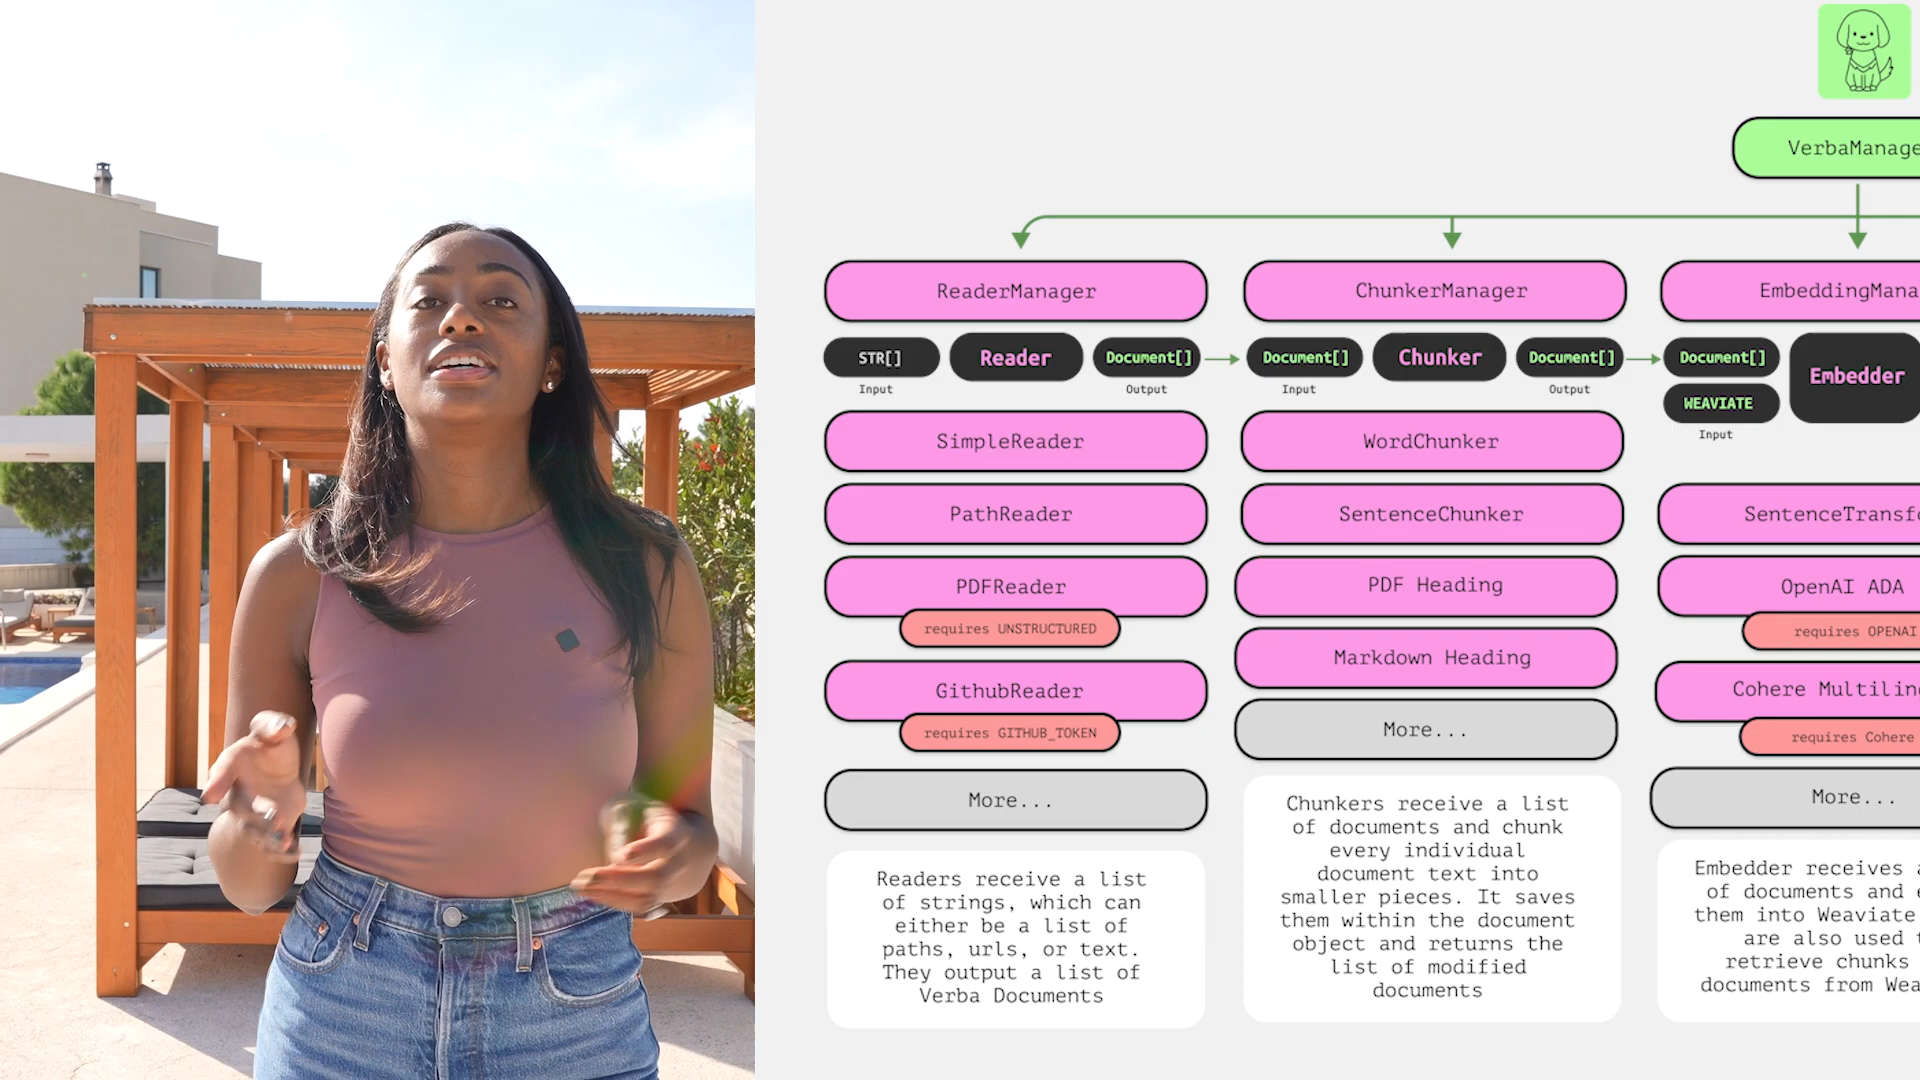 VerbaManage
ReaderManager
ChunkerManager
EmbeddingMana
STR[]
Reader
Document[]
Document[]
Chunker
Document[]
Document[]
Embedder
WEAVIATE
Input
Output
Input
Output
Input
SimpleReader
PathReader
PDFReader
requires UNSTRUCTURED
GithubReader
requires GITHUB_TOKEN
More...
Readers receive a list
of strings, which can
either be a list of
paths, urls, or text.
They output a list of
Verba Documents
WordChunker
SentenceChunker
PDF Heading
Markdown Heading
More...
Chunkers receive a list
of documents and chunk
every individual
document text into
smaller pieces. It saves
them within the document
object and returns the
list of modified
documents
SentenceTransfo
OpenAI ADA
requires OPENAI
Cohere Multiling
requires Cohere
More...
Embedder receives a
of documents and e
them into Weaviate
are also used t
retrieve chunks
documents from Wea